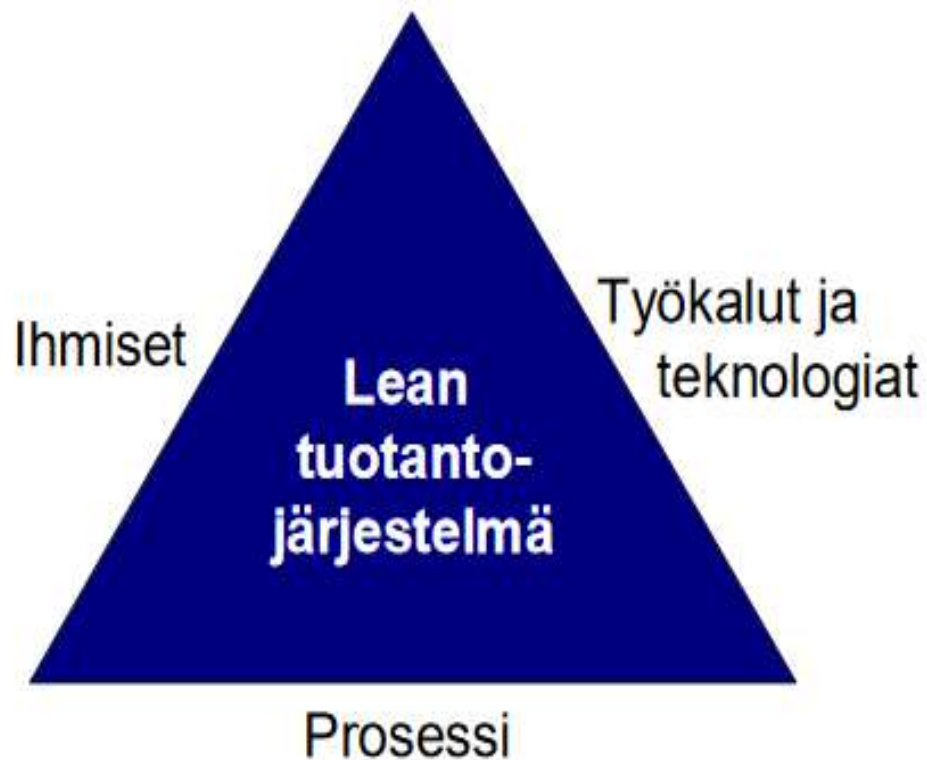 Ihmiset
Työkalut ja
teknologiat
Lean
tuotanto-
järjestelmä
Prosessi